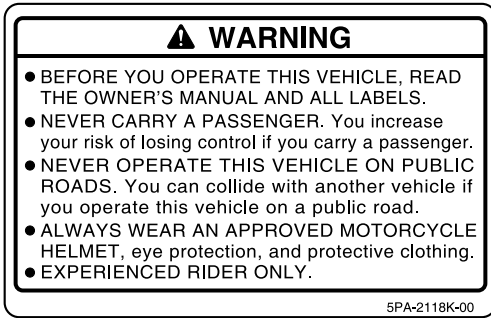 WARNING
● BEFORE YOU OPERATE THIS VEHICLE, READ
THE OWNER'S MANUAL AND ALL LABELS.
● NEVER CARRY A PASSENGER. You increase
your risk of losing control if you carry a passenger.
● NEVER OPERATE THIS VEHICLE ON PUBLIC
ROADS. You can collide with another vehicle if
you operate this vehicle on a public road.
● ALWAYS WEAR AN APPROVED MOTORCYCLE
HELMET, eye protection, and protective clothing.
● EXPERIENCED RIDER ONLY.
5PA-2118K-00